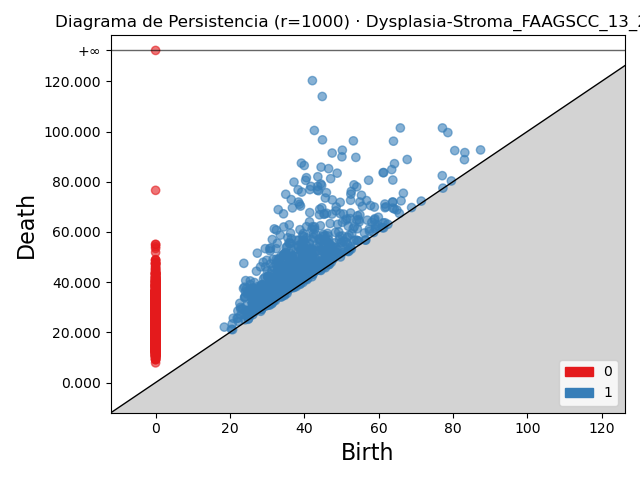 Diagrama de Persistencia (r=1000) · Dysplasia-Stroma_FAAGSCC_13_
+∞
120.000
100.000
80.000
60.000
40.000
20.000
0.000
Death
0 20 40 60 80 100 120
Birth
0
1